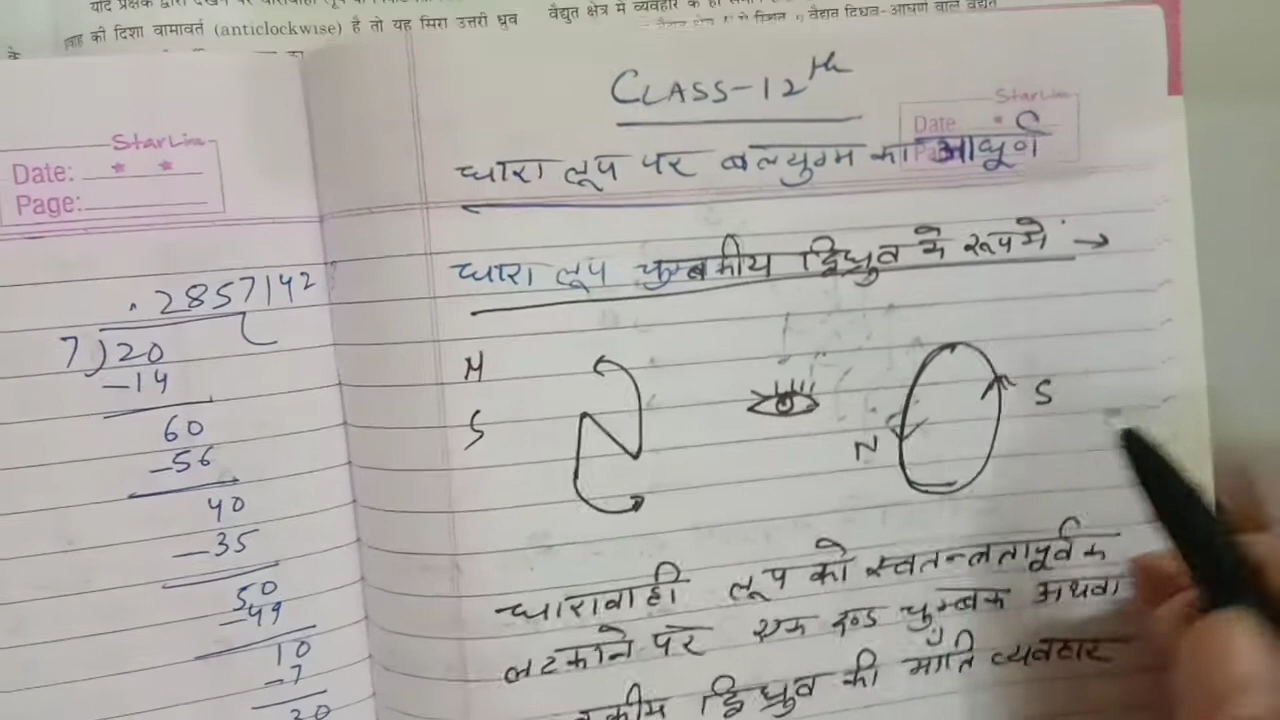 यदि प्रेक्षक द्वारा देखने पर धारावाही लूप
की दिशा वामावर्त (anticlockwise) है तो यह सिरा उत्तरी ध्रुव
वैद्युत क्षेत्र में व्यवहार के ही
StarLine
Date:
Page:
.2857142
7)20
-14
60
-56
40
-35
50
-49
10
-7
30
CLASS-12th
StarLine
Date
धारा लूप पर बलयुग्म का आघूर्ण
धारा लूप चुम्बकीय द्विध्रुव के रूप में →
N
S
N S
धारावाही लूप को स्वतन्त्रतापूर्वक
लटकाने पर एक दण्ड चुम्बक अथवा
द्विध्रुव की भाँति व्यवहार